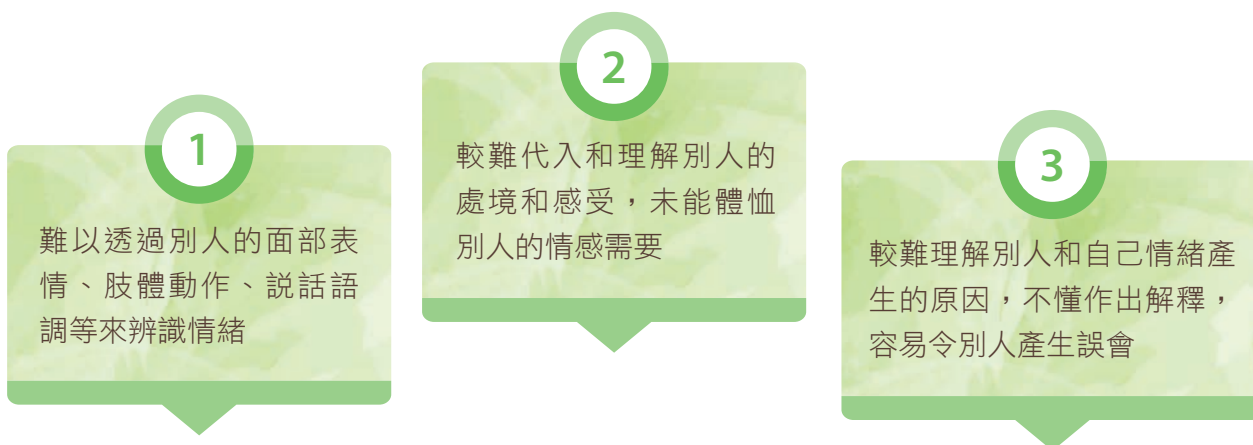 1
難以透過別人的面部表
情、肢體動作、説話語
調等來辨識情緒
2
較難代入和理解別人的
處境和感受，未能體恤
別人的情感需要
3
較難理解別人和自己情緒產
生的原因，不懂作出解釋，
容易令別人產生誤會